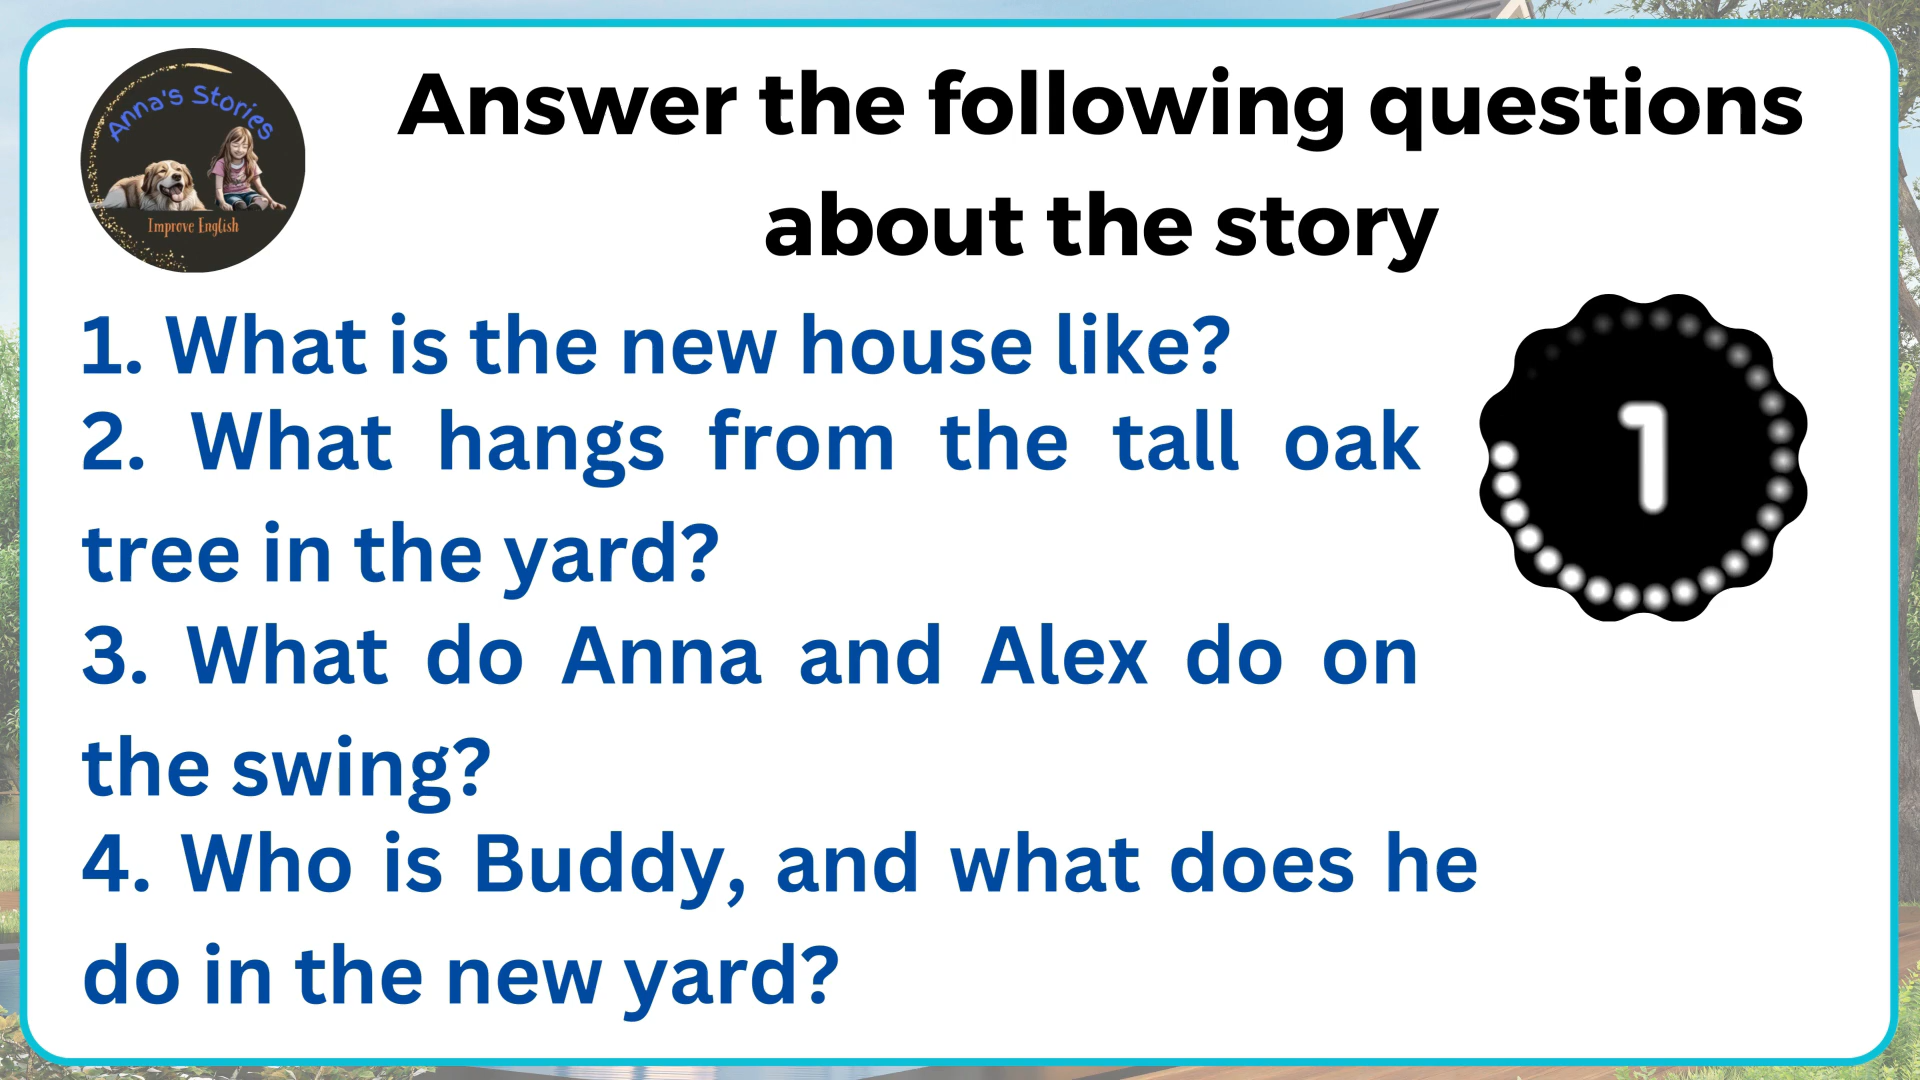 Anna's Stories
Improve English
Answer the following questions
about the story
1. What is the new house like?
2. What hangs from the tall oak
tree in the yard?
3. What do Anna and Alex do on
the swing?
4. Who is Buddy, and what does he
do in the new yard?
1